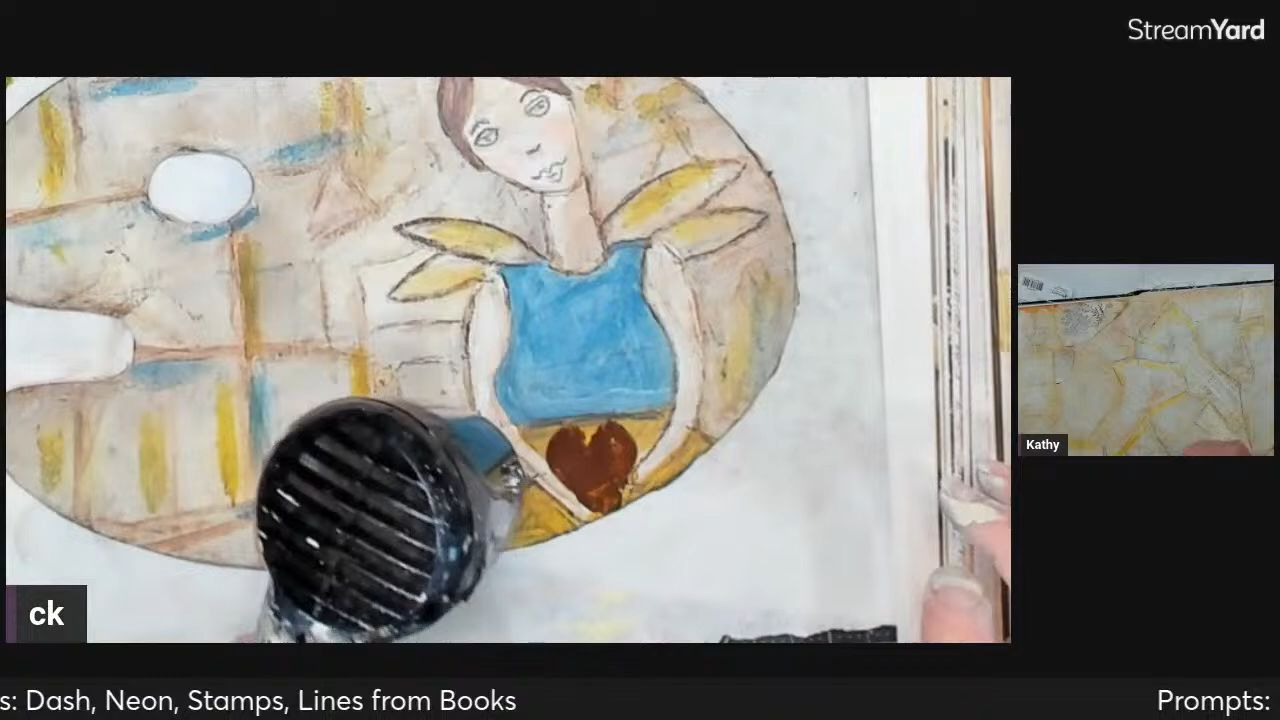 StreamYard
Kathy
ck
s: Dash, Neon, Stamps, Lines from Books
Prompts: